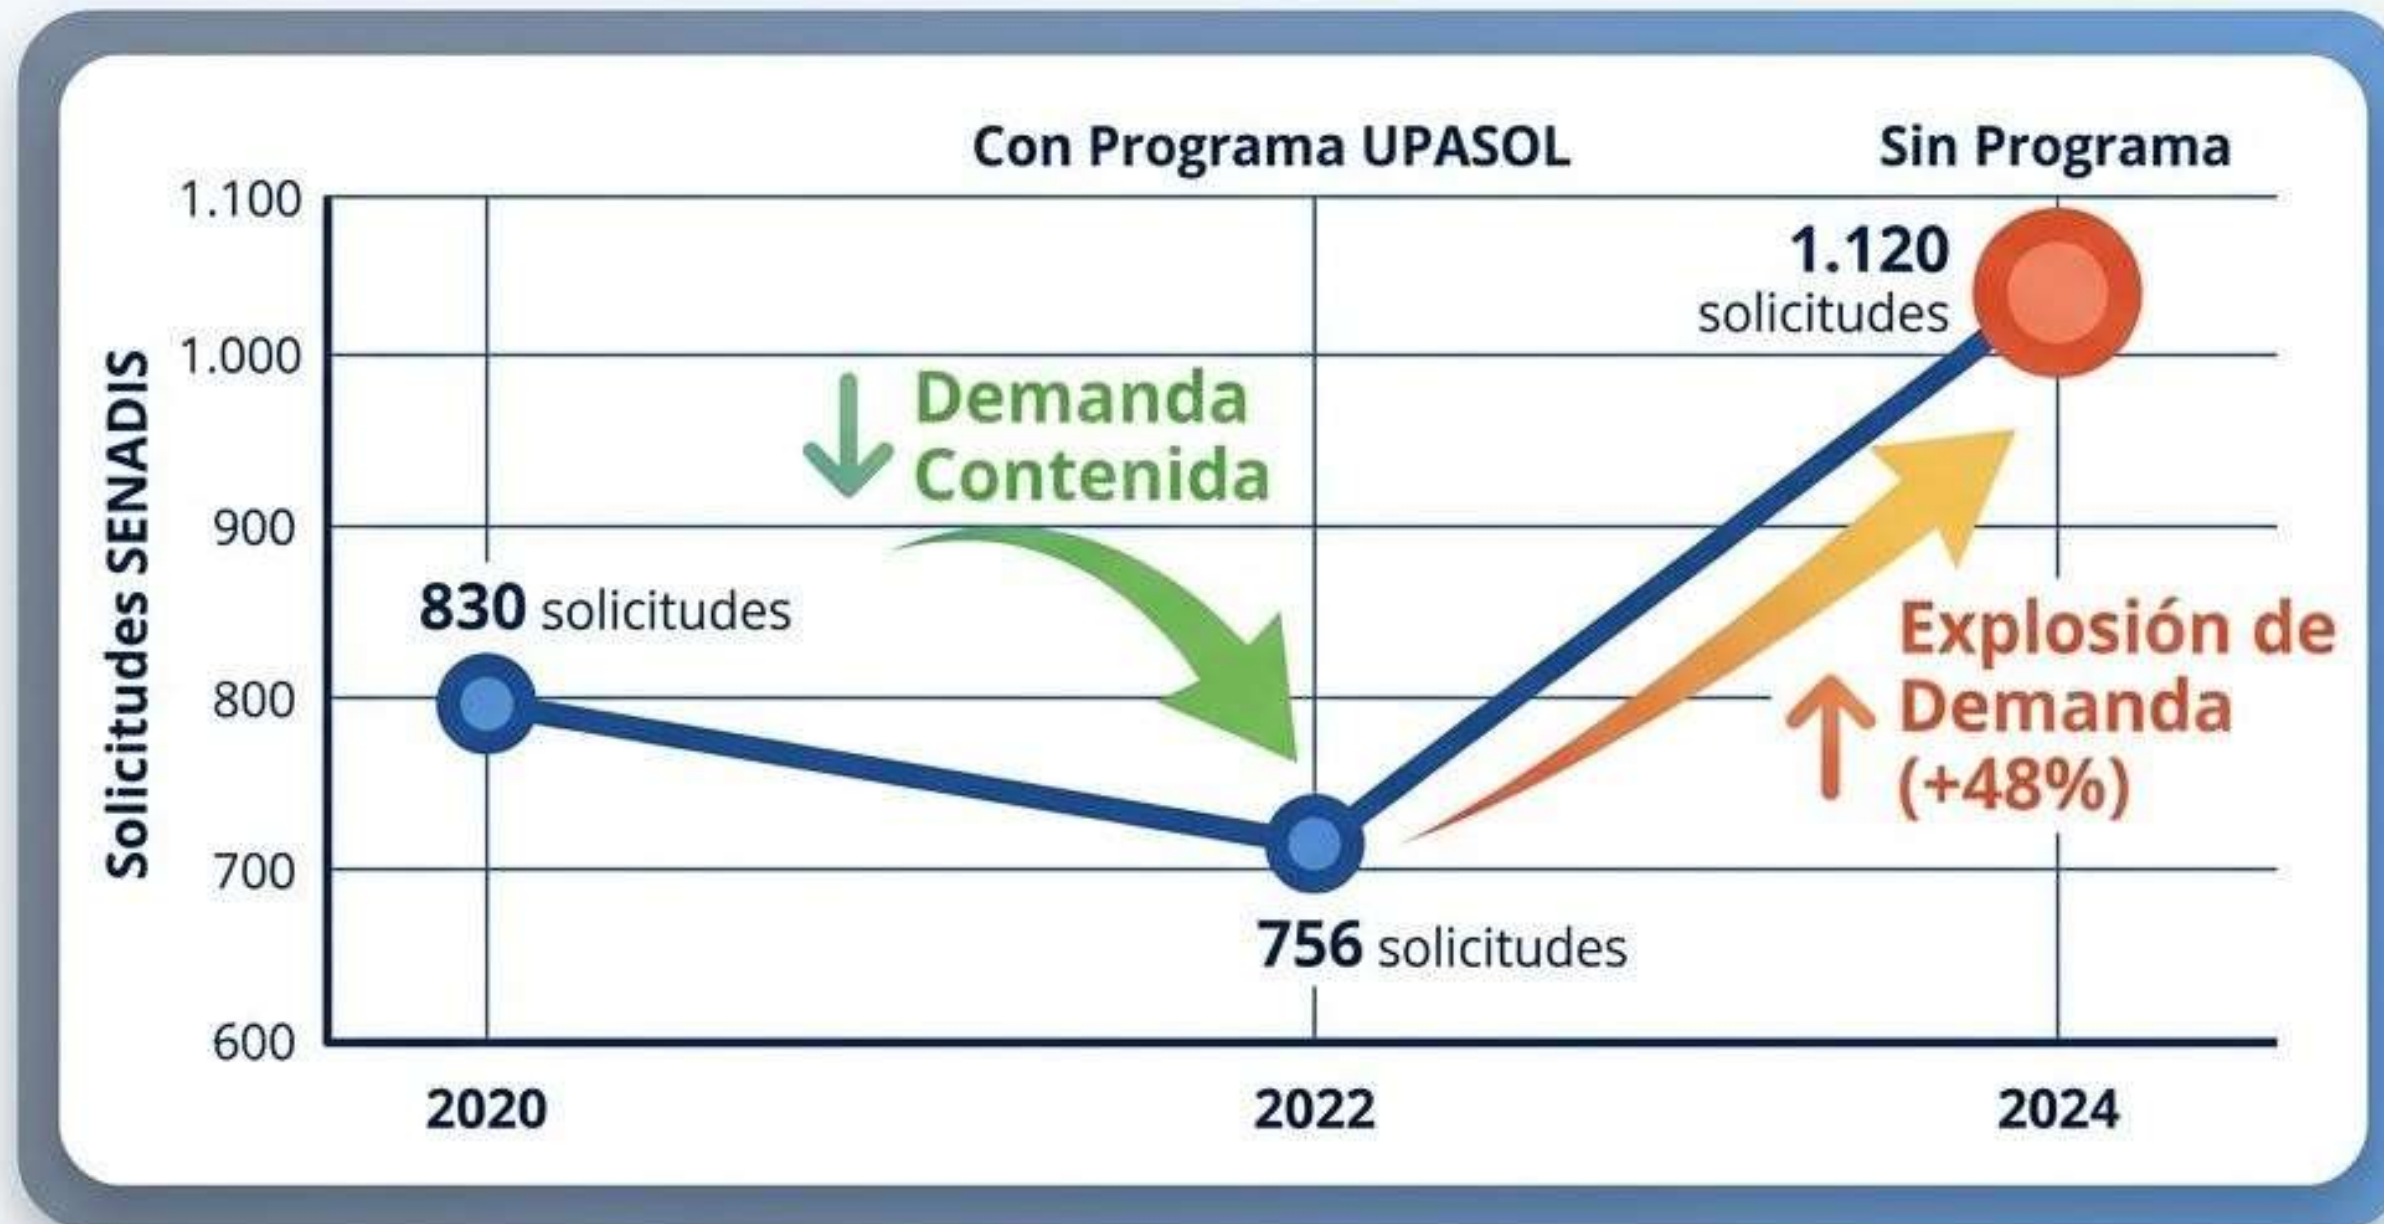 Con Programa UPASOL
Sin Programa
Solicitudes SENADIS
1.100
1.000
900
800
700
600
830 solicitudes
Demanda
Contenida
756 solicitudes
1.120
solicitudes
Explosión de
Demanda
(+48%)
2020
2022
2024